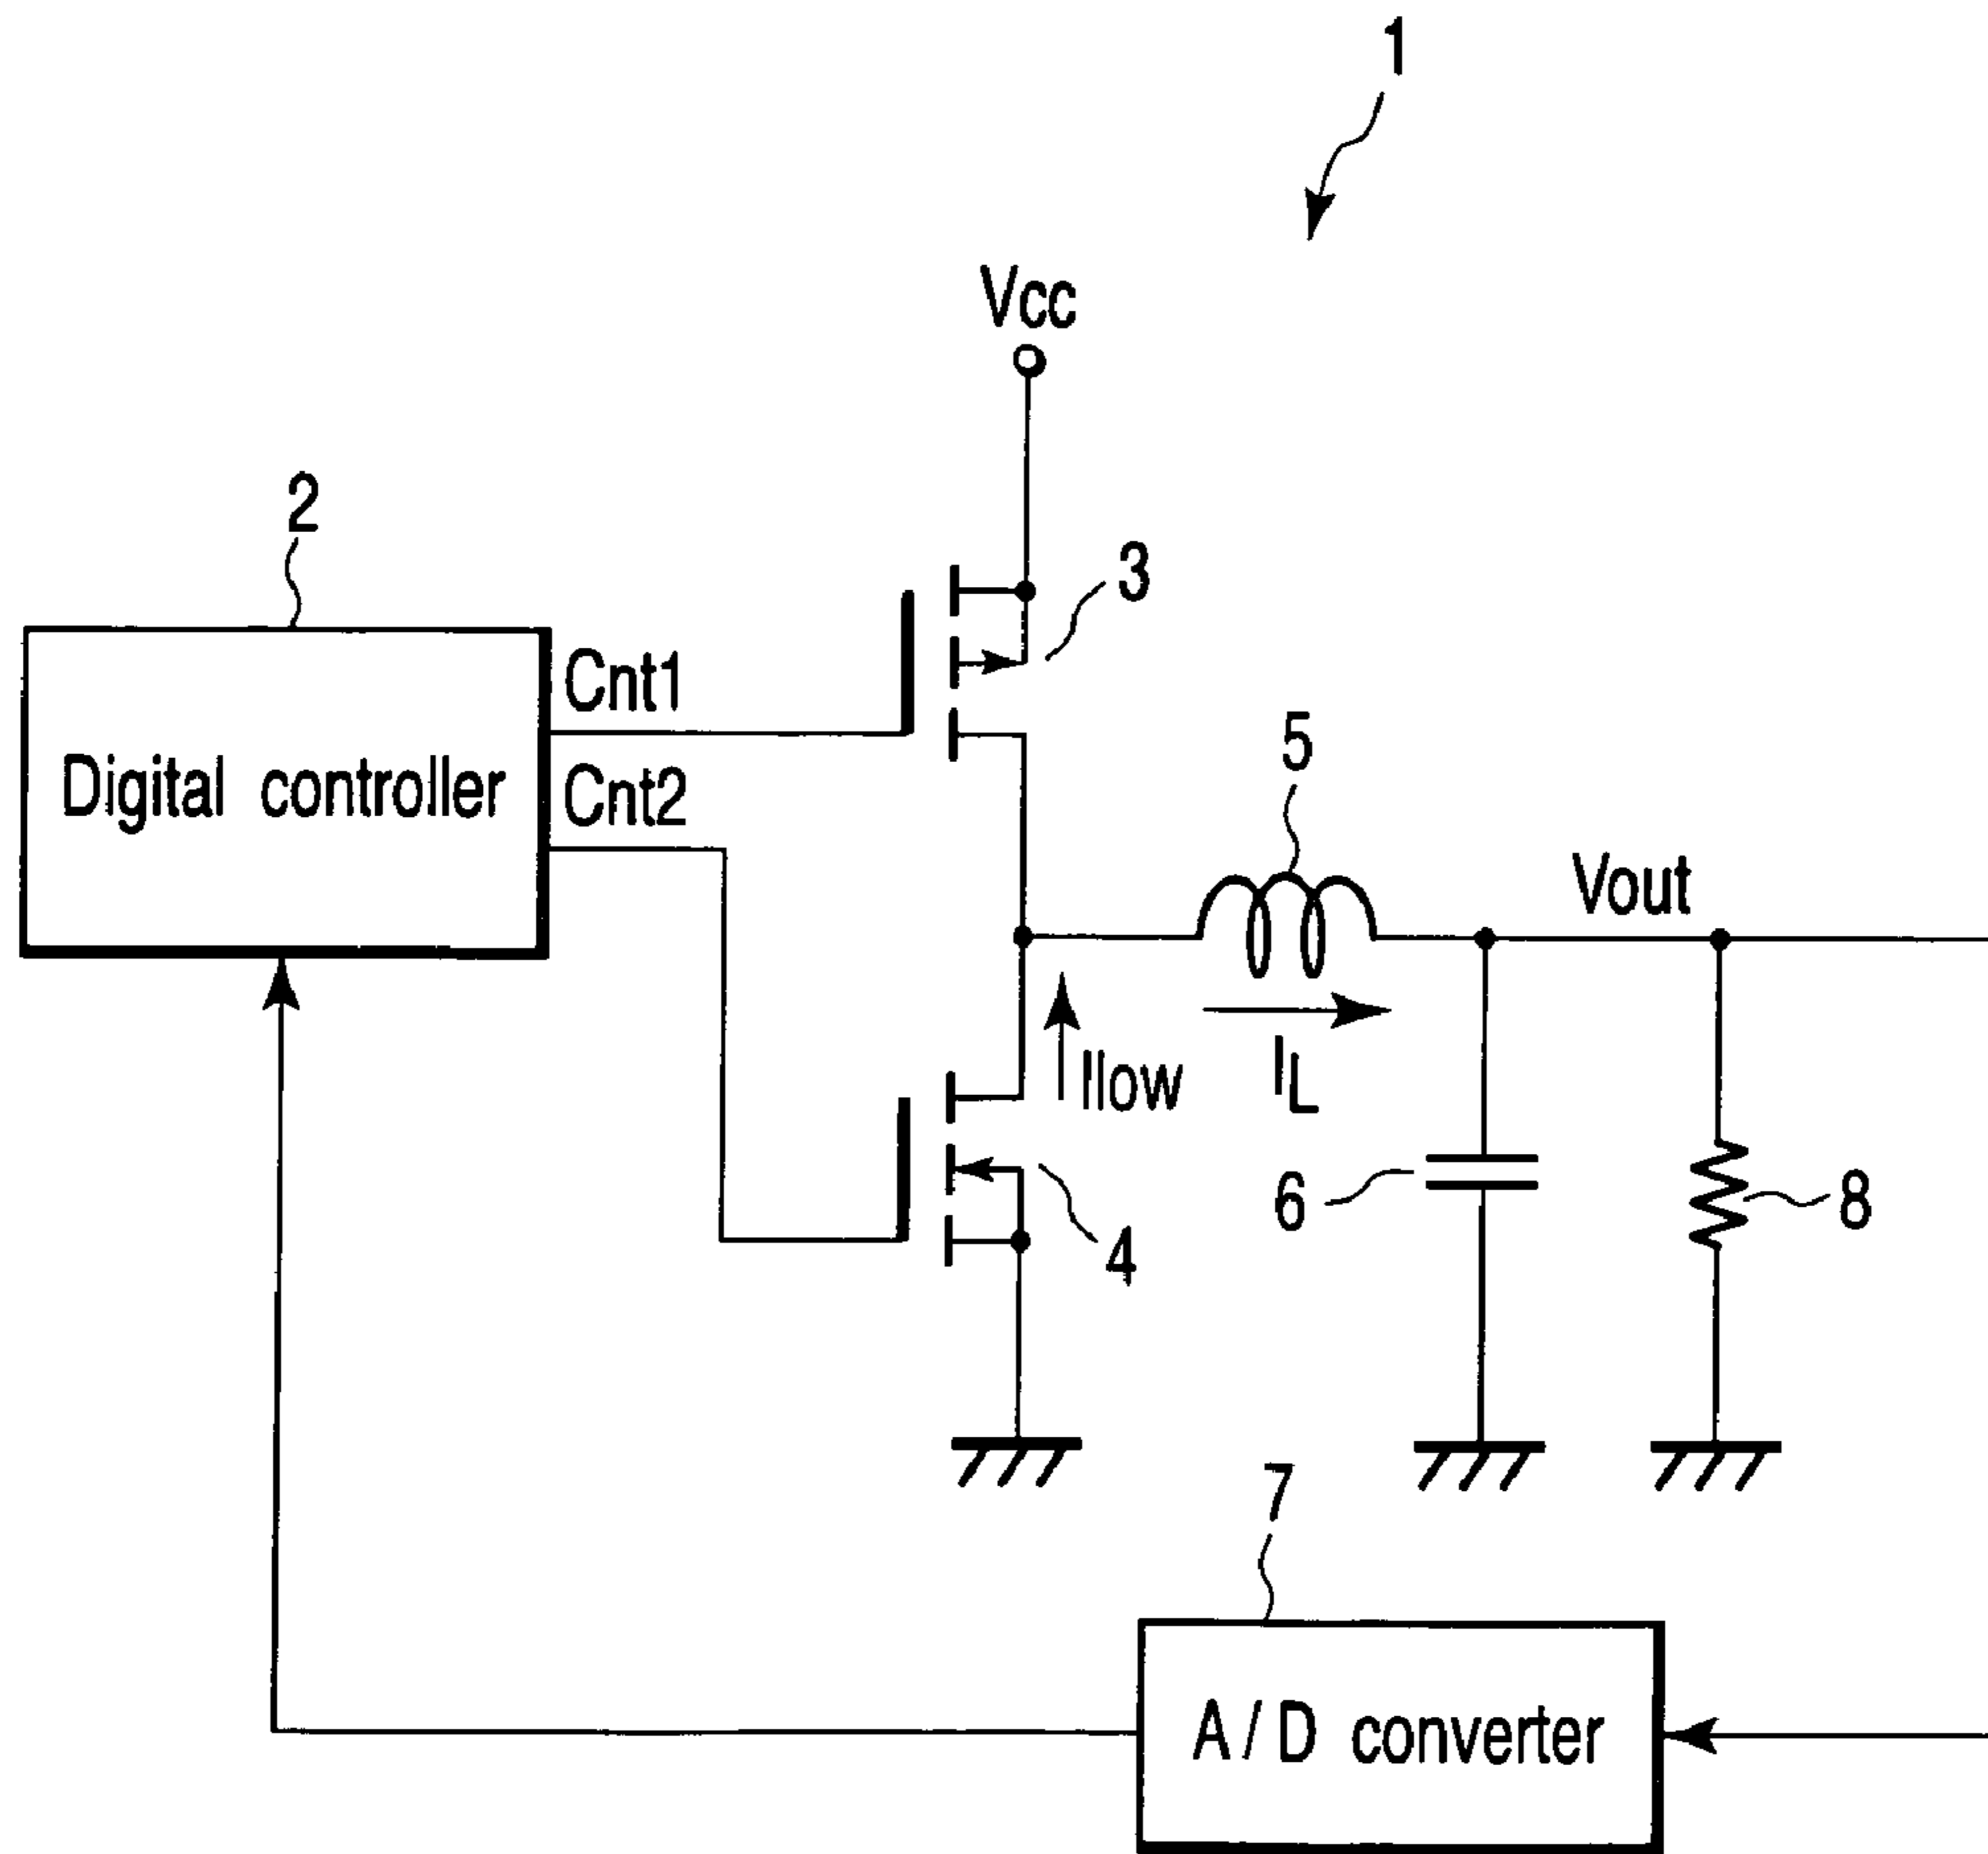 1
Vcc
2
3
Cnt1
Digital controller
Cnt2
5
Vout
Ilow
IL
6
8
4
7
A/D converter